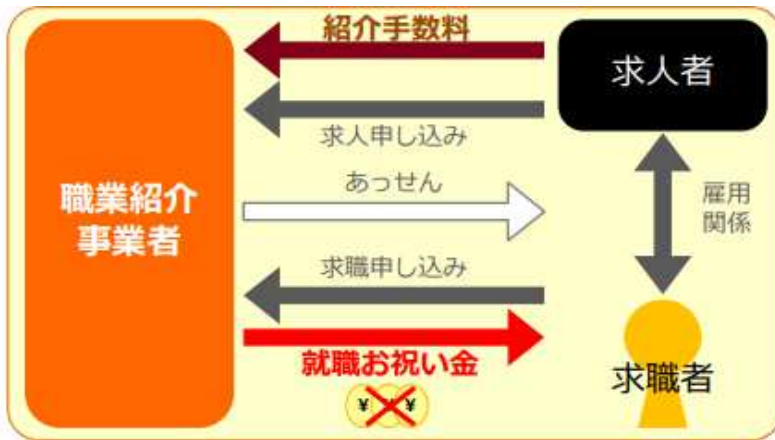 紹介手数料
求人者
求人申し込み
あっせん
職業紹介
事業者
雇用
関係
求職申し込み
就職お祝い金
求職者
¥ ¥